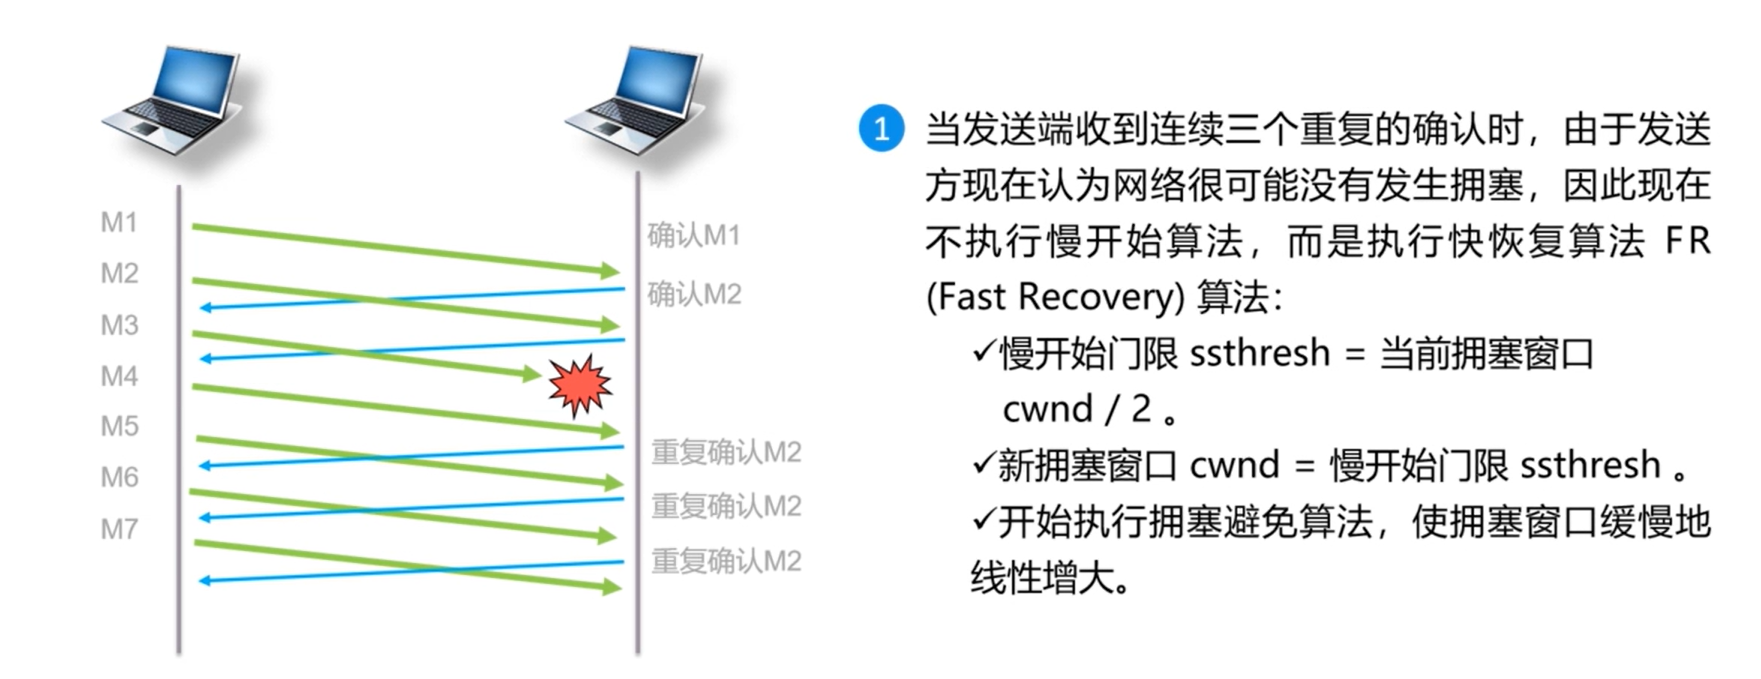 M1
M2
M3
M4
M5
M6
M7
确认M1
确认M2
重复确认M2
重复确认M2
重复确认M2
1 当发送端收到连续三个重复的确认时，由于发送
方现在认为网络很可能没有发生拥塞，因此现在
不执行慢开始算法，而是执行快恢复算法 FR
(Fast Recovery) 算法：
✓慢开始门限 ssthresh = 当前拥塞窗口
cwnd / 2 。
✓新拥塞窗口 cwnd = 慢开始门限 ssthresh 。
✓开始执行拥塞避免算法，使拥塞窗口缓慢地
线性增大。